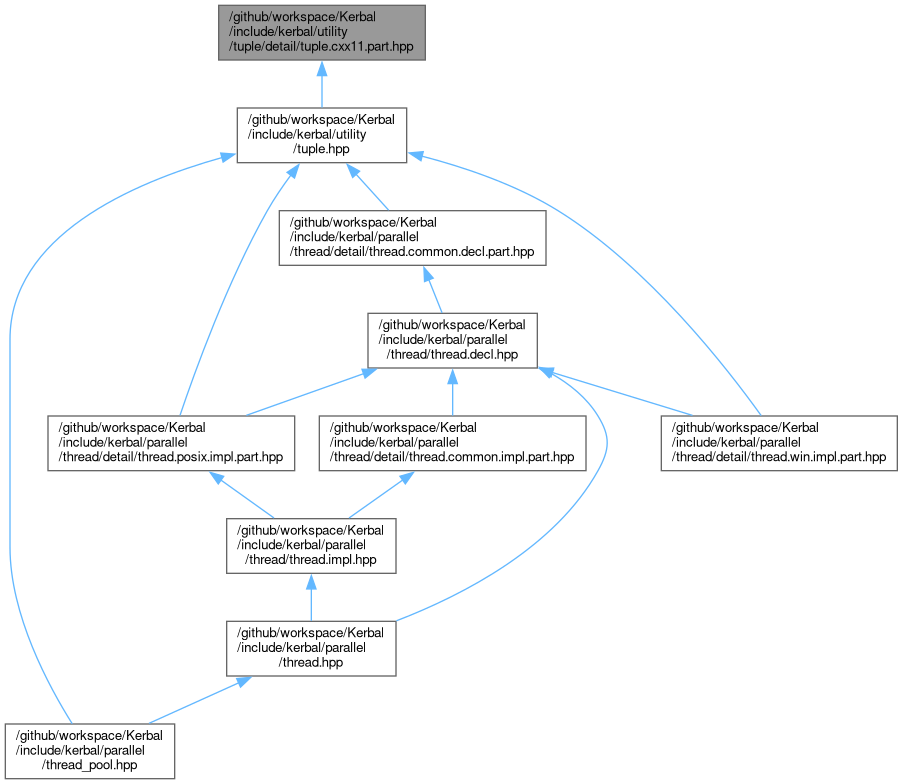 /github/workspace/Kerbal
/include/kerbal/utility
/tuple/detail/tuple.cxx11.part.hpp
/github/workspace/Kerbal
/include/kerbal/utility
/tuple.hpp
/github/workspace/Kerbal
/include/kerbal/parallel
/thread/detail/thread.common.decl.part.hpp
/github/workspace/Kerbal
/include/kerbal/parallel
/thread/thread.decl.hpp
/github/workspace/Kerbal
/include/kerbal/parallel
/thread/detail/thread.posix.impl.part.hpp
/github/workspace/Kerbal
/include/kerbal/parallel
/thread/detail/thread.common.impl.part.hpp
/github/workspace/Kerbal
/include/kerbal/parallel
/thread/detail/thread.win.impl.part.hpp
/github/workspace/Kerbal
/include/kerbal/parallel
/thread/thread.impl.hpp
/github/workspace/Kerbal
/include/kerbal/parallel
/thread.hpp
/github/workspace/Kerbal
/include/kerbal/parallel
/thread_pool.hpp